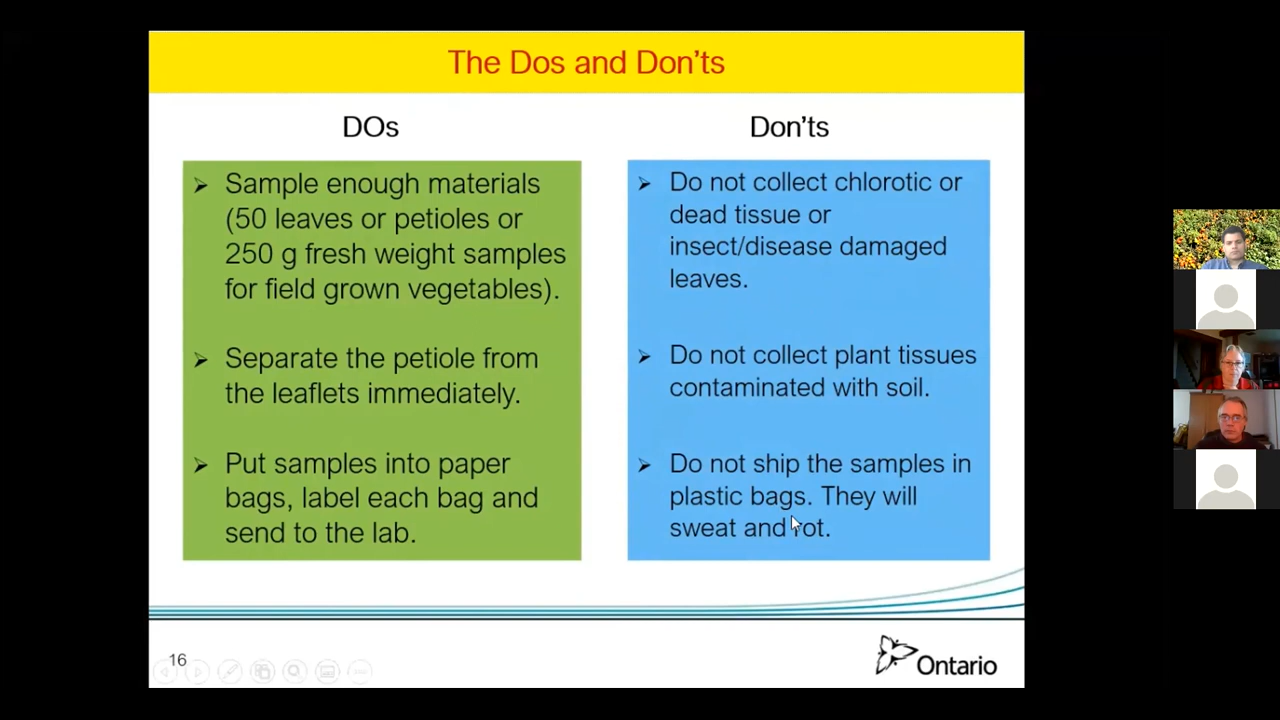 The Dos and Don'ts
DOs
➢ Sample enough materials
(50 leaves or petioles or
250 g fresh weight samples
for field grown vegetables).
➢ Separate the petiole from
the leaflets immediately.
➢ Put samples into paper
bags, label each bag and
send to the lab.
Don'ts
➢ Do not collect chlorotic or
dead tissue or
insect/disease damaged
leaves.
➢ Do not collect plant tissues
contaminated with soil.
➢ Do not ship the samples in
plastic bags. They will
sweat and rot.
16
Ontario